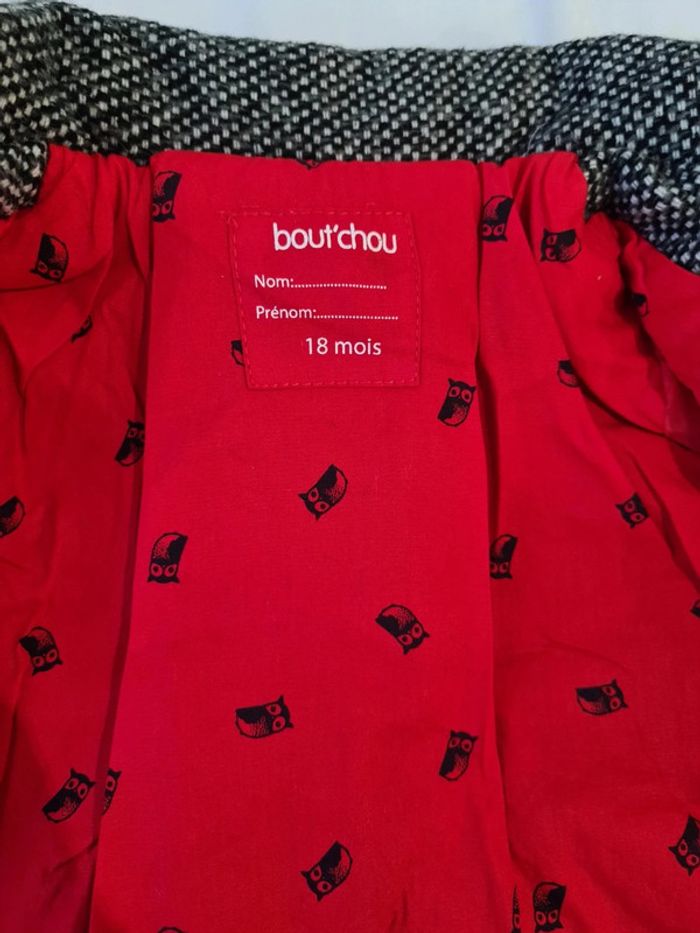 bout'chou
Nom:...........................
Prénom:........................
18 mois